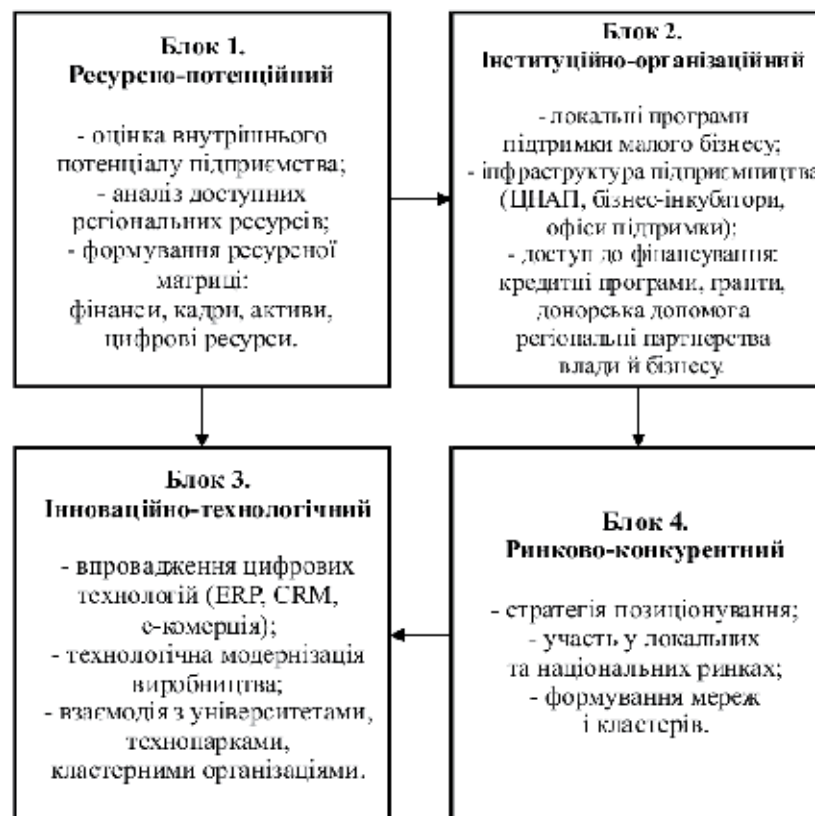 Блок 1.
Ресурсно-потенційний
- оцінка внутрішнього
потенціалу підприємства;
- аналіз доступних
регіональних ресурсів;
- формування ресурсної
матриці:
фінанси, кадри, активи,
цифрові ресурси.
Блок 2.
Інституційно-організаційний
- локальні програми
підтримки малого бізнесу;
- інфраструктура підприємництва
(ЦНАП, бізнес-інкубатори,
офіси підтримки);
- доступ до фінансування:
кредитні програми, гранти,
донорська допомога
регіональні партнерства
влади й бізнесу.
Блок 3.
Інноваційно-технологічний
- впровадження цифрових
технологій (ERP, CRM,
е-комерція);
- технологічна модернізація
виробництва;
- взаємодія з університетами,
технопарками,
кластерними організаціями.
Блок 4.
Ринково-конкурентний
- стратегія позиціонування;
- участь у локальних
та національних ринках;
- формування мереж
і кластерів.